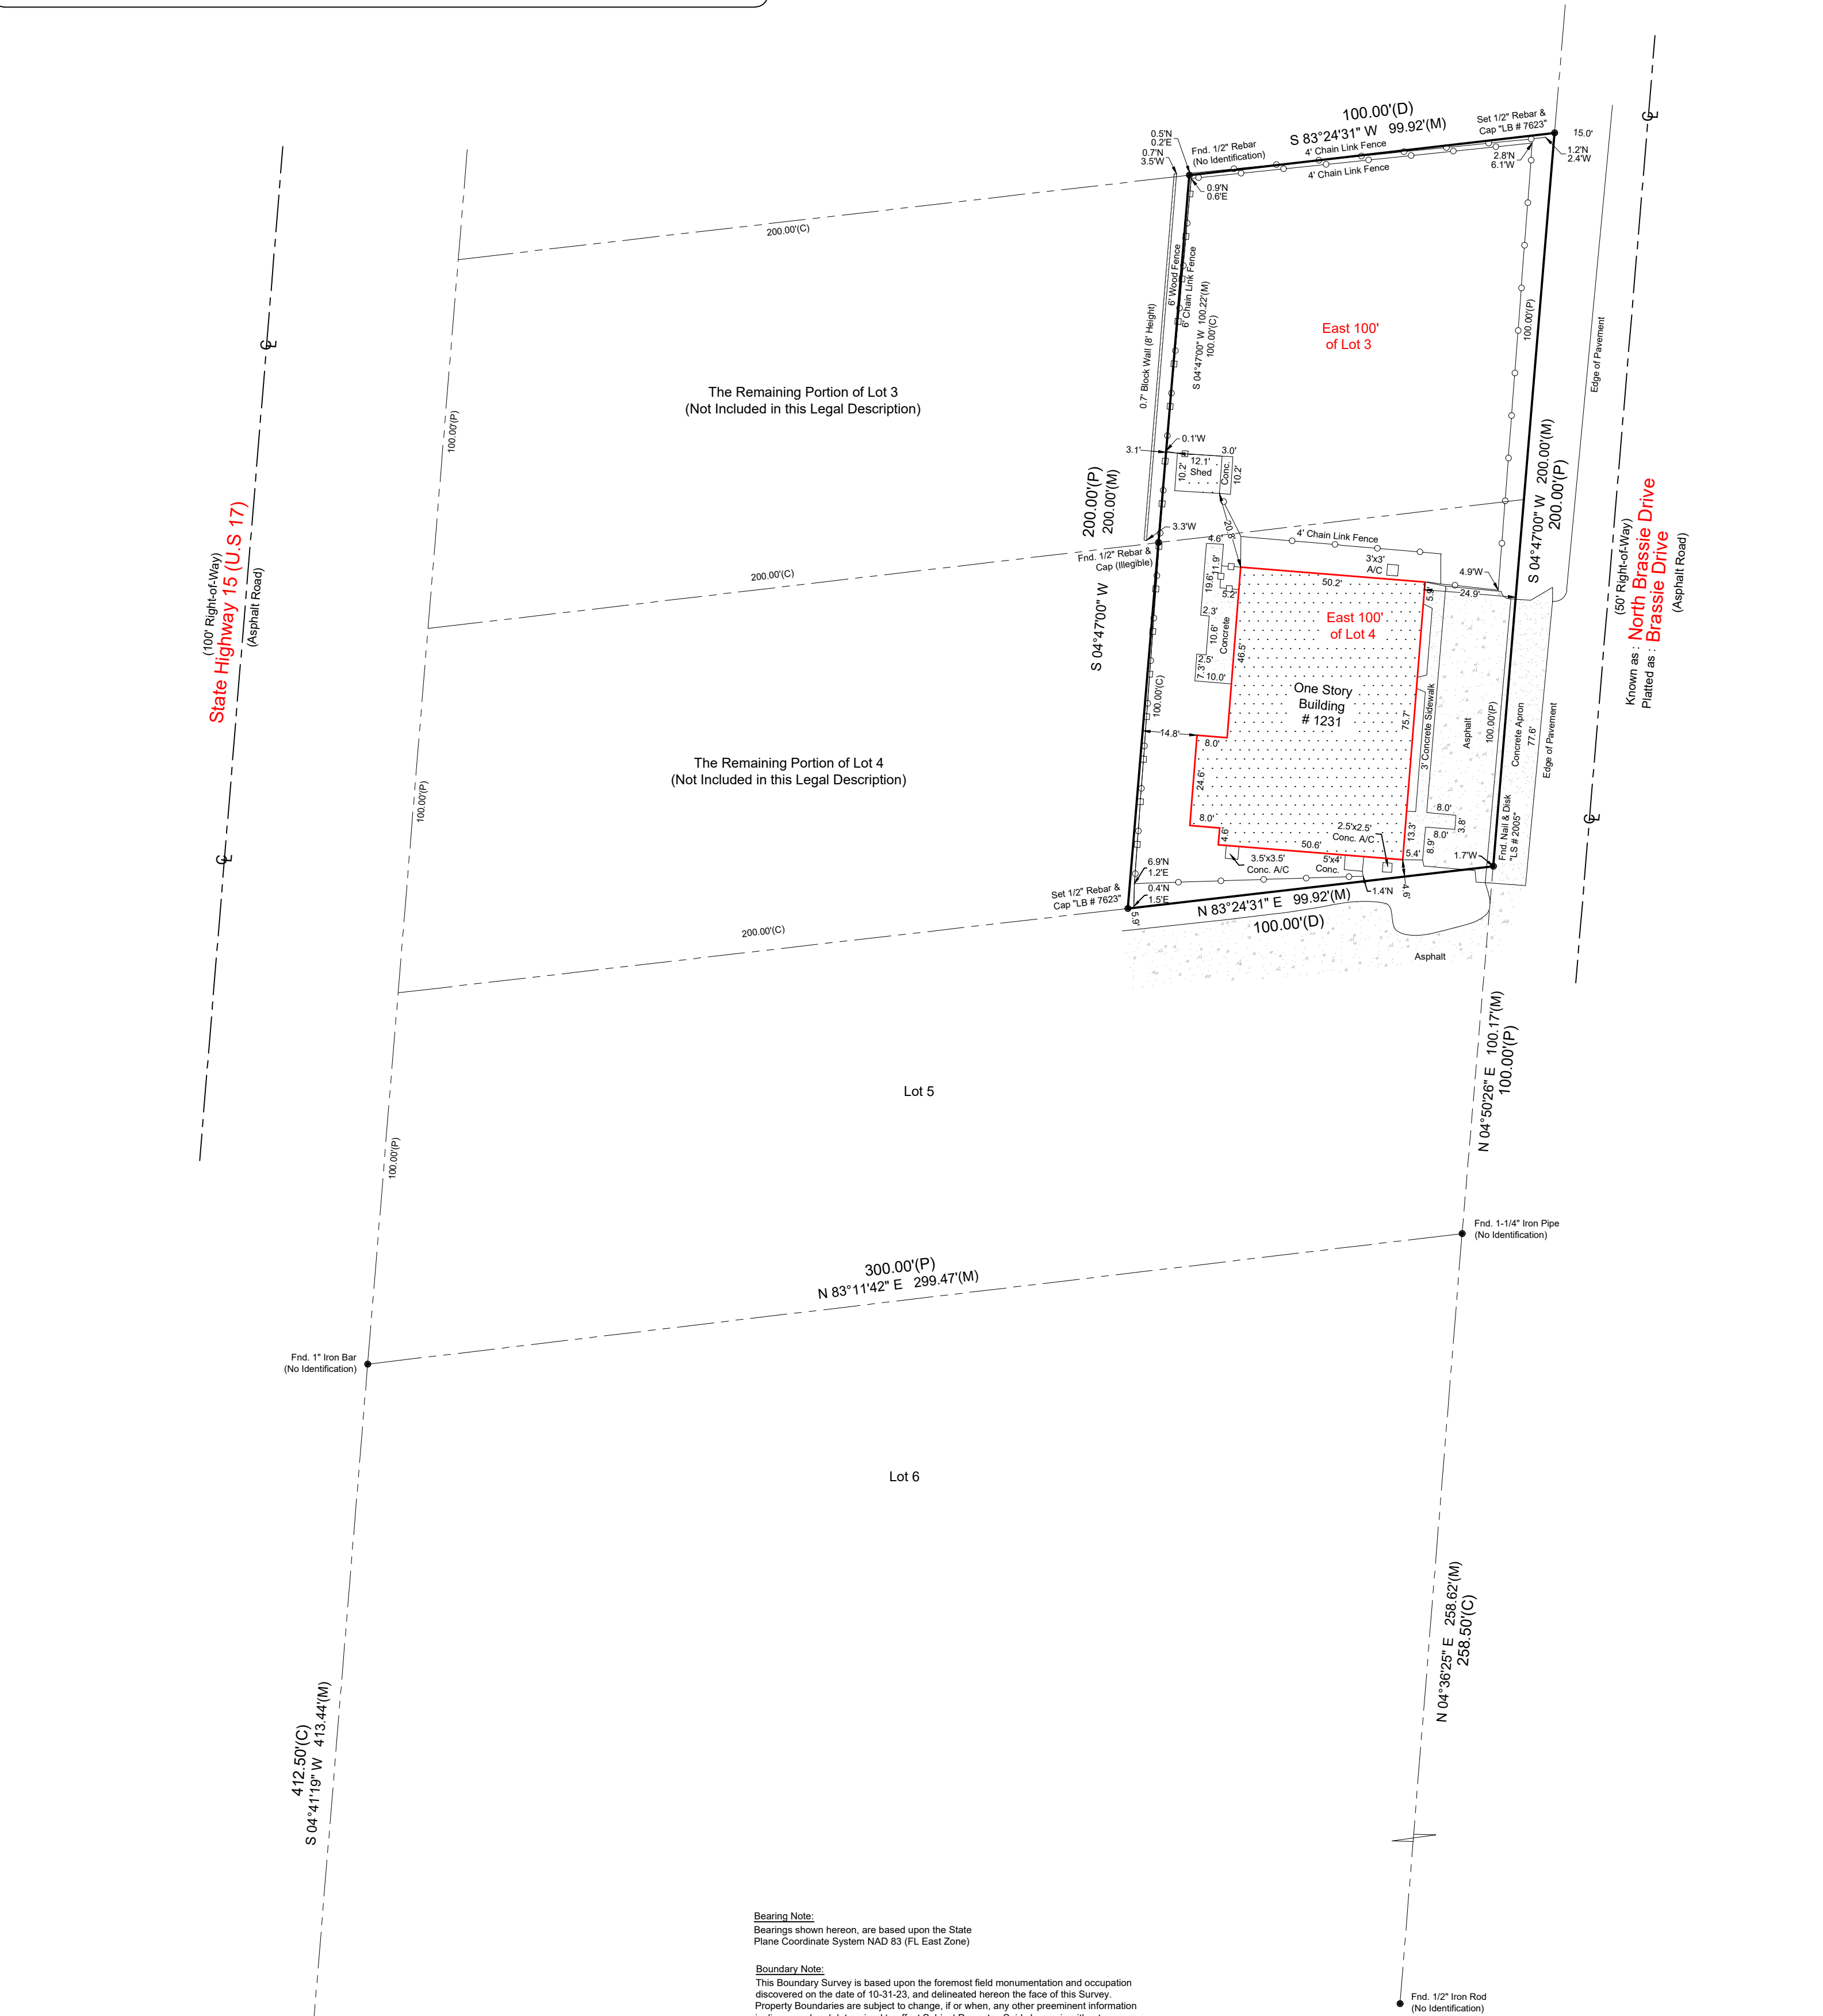 100.00'(D)
S 83°24'31" W 99.92'(M)
Set 1/2" Rebar &
Cap "LB # 7623"
15.0'
0.5'N
0.2'E
0.7'N
3.5'W
Fnd. 1/2" Rebar
(No Identification)
4' Chain Link Fence
4' Chain Link Fence
2.8'N
6.1'W
1.2'N
2.4'W
0.9'N
0.6'E
200.00'(C)
6' Wood Fence
6' Chain Link Fence
S 04°47'00" W 100.22'(M)
100.00'(C)
0.7' Block Wall (8' Height)
East 100'
of Lot 3
100.00'(P)
Edge of Pavement
The Remaining Portion of Lot 3
(Not Included in this Legal Description)
100.00'(P)
3.1'
0.1'W
3.0'
12.1'
Shed
10.2'
Conc.
10.2'
200.00'(P)
200.00'(M)
S 04°47'00" W
S 04°47'00" W 200.00'(M)
200.00'(P)
(100' Right-of-Way)
State Highway 15 (U.S 17)
(Asphalt Road)
(50' Right-of-Way)
Known as : North Brassie Drive
Platted as : Brassie Drive
(Asphalt Road)
3.3'W
20.8'
Fnd. 1/2" Rebar &
Cap (Illegible)
200.00'(C)
4' Chain Link Fence
3'x3'
A/C
4.9'W
24.9'
4.6'
11.9'
19.6'
5.2'
50.2'
5.9'
2.3'
10.6'
Concrete
2.5'
7.3'
10.0'
46.5'
East 100'
of Lot 4
One Story
Building
# 1231
75.7'
3' Concrete Sidewalk
Asphalt
100.00'(P)
Concrete Apron
77.6'
Edge of Pavement
100.00'(C)
14.8'
8.0'
24.6'
8.0'
4.6'
The Remaining Portion of Lot 4
(Not Included in this Legal Description)
100.00'(P)
2.5'x2.5'
Conc. A/C
13.3'
8.0'
3.8'
8.0'
8.9'
50.6'
5.4'
1.7'W
Fnd. Nail & Disk
"LS # 2005"
3.5'x3.5'
Conc. A/C
5'x4'
Conc.
6.9'N
1.2'E
0.4'N
1.5'E
1.4'N
4.6'
Set 1/2" Rebar &
Cap "LB # 7623"
5.9'
N 83°24'31" E 99.92'(M)
100.00'(D)
200.00'(C)
Asphalt
N 04°50'26" E 100.17'(M)
100.00'(P)
Lot 5
100.00'(P)
Fnd. 1-1/4" Iron Pipe
(No Identification)
300.00'(P)
N 83°11'42" E 299.47'(M)
Fnd. 1" Iron Bar
(No Identification)
Lot 6
N 04°36'25" E 258.62'(M)
258.50'(C)
412.50'(C)
S 04°41'19" W 413.44'(M)
Bearing Note:
Bearings shown hereon, are based upon the State
Plane Coordinate System NAD 83 (FL East Zone)
Boundary Note:
This Boundary Survey is based upon the foremost field monumentation and occupation
discovered on the date of 10-31-23, and delineated hereon the face of this Survey.
Property Boundaries are subject to change, if or when, any other preeminent information
Fnd. 1/2" Iron Rod
(No Identification)